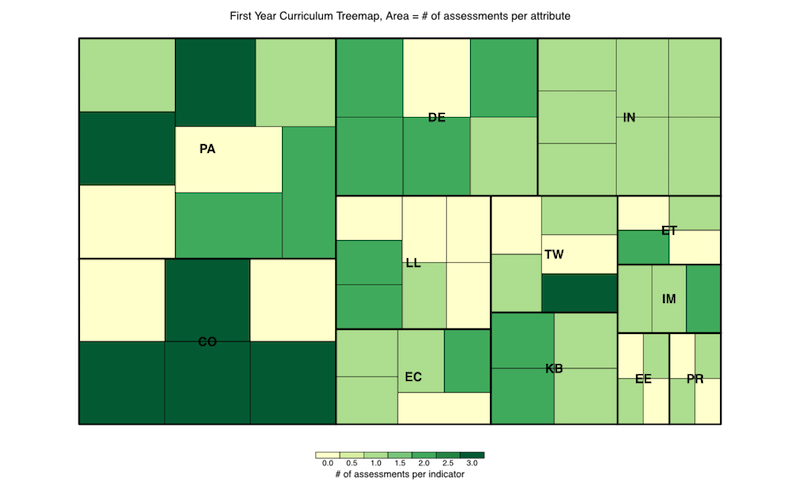 First Year Curriculum Treemap, Area = # of assessments per attribute
DE
IN
PA
ET
TW
LL
IM
CO
KB
EC
EE
PR
0.0 0.5 1.0 1.5 2.0 2.5 3.0
# of assessments per indicator